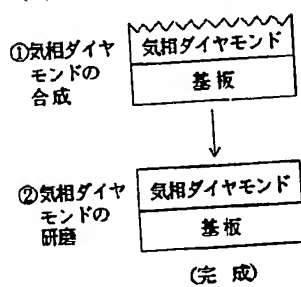 ①気相ダイヤ
モンドの
合成
気相ダイヤモンド
基板
②気相ダイヤ
モンドの
研磨
気相ダイヤモンド
基板
(完成)